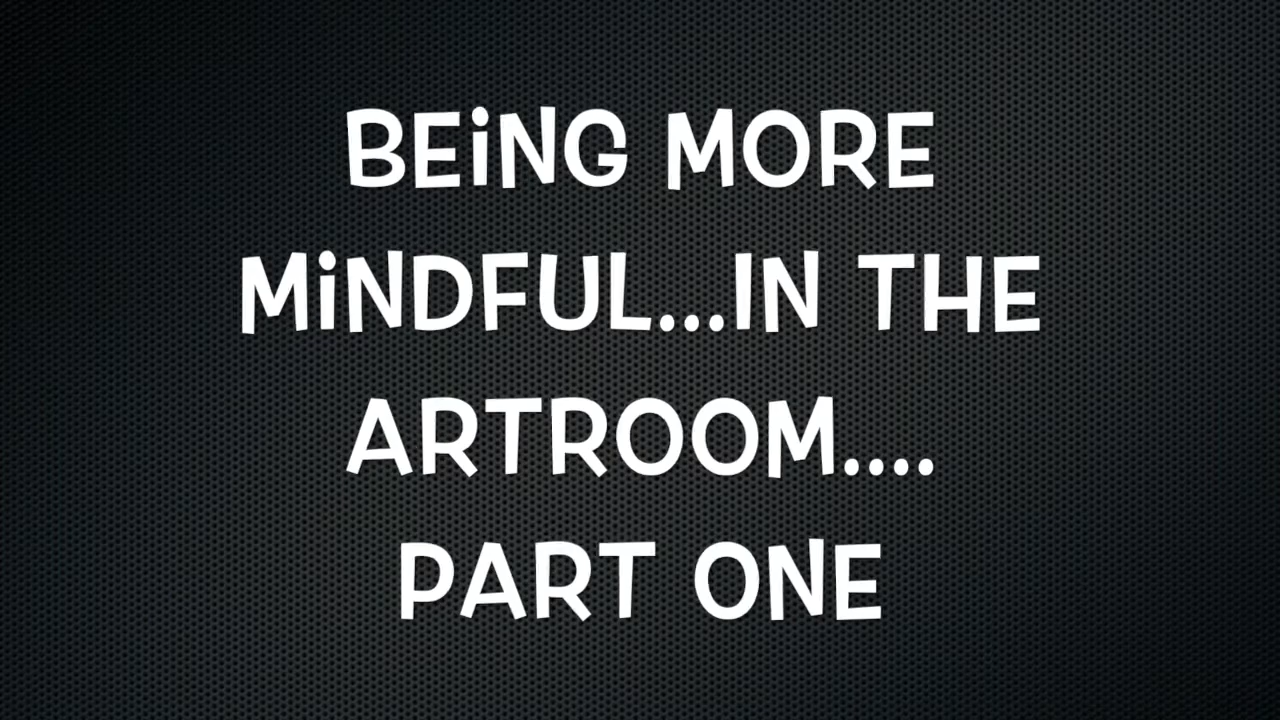 BEiNG MORE
MiNDFUL...IN THE
ARTROOM....
PART ONE